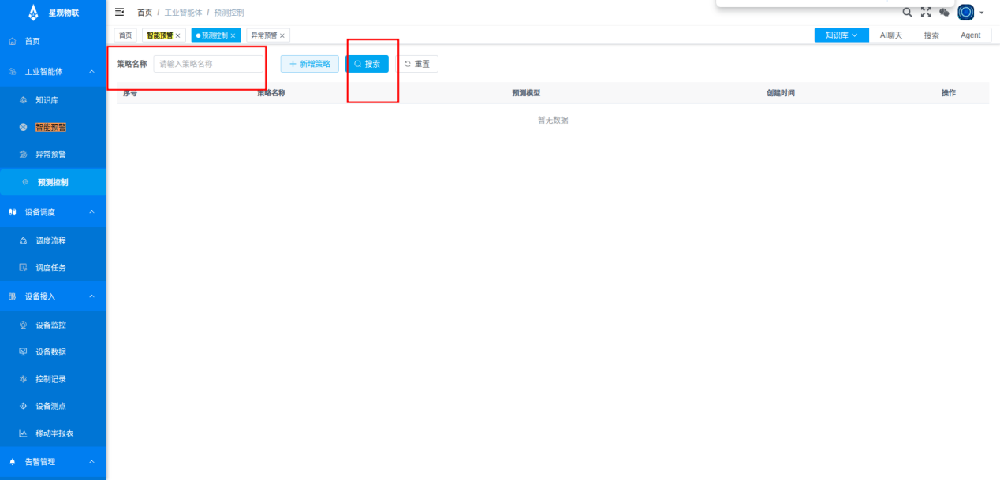 星观物联
首页 / 工业智能体 / 预测控制
首页
智能预警 ×
预测控制 ×
异常预警 ×
知识库
AI聊天
搜索
Agent
首页
工业智能体
知识库
智能预警
异常预警
预测控制
设备调度
调度流程
调度任务
设备接入
设备监控
设备数据
控制记录
设备测点
稼动率报表
告警管理
策略名称 请输入策略名称
+ 新增策略
搜索
重置
序号 策略名称 预测模型 创建时间 操作
暂无数据